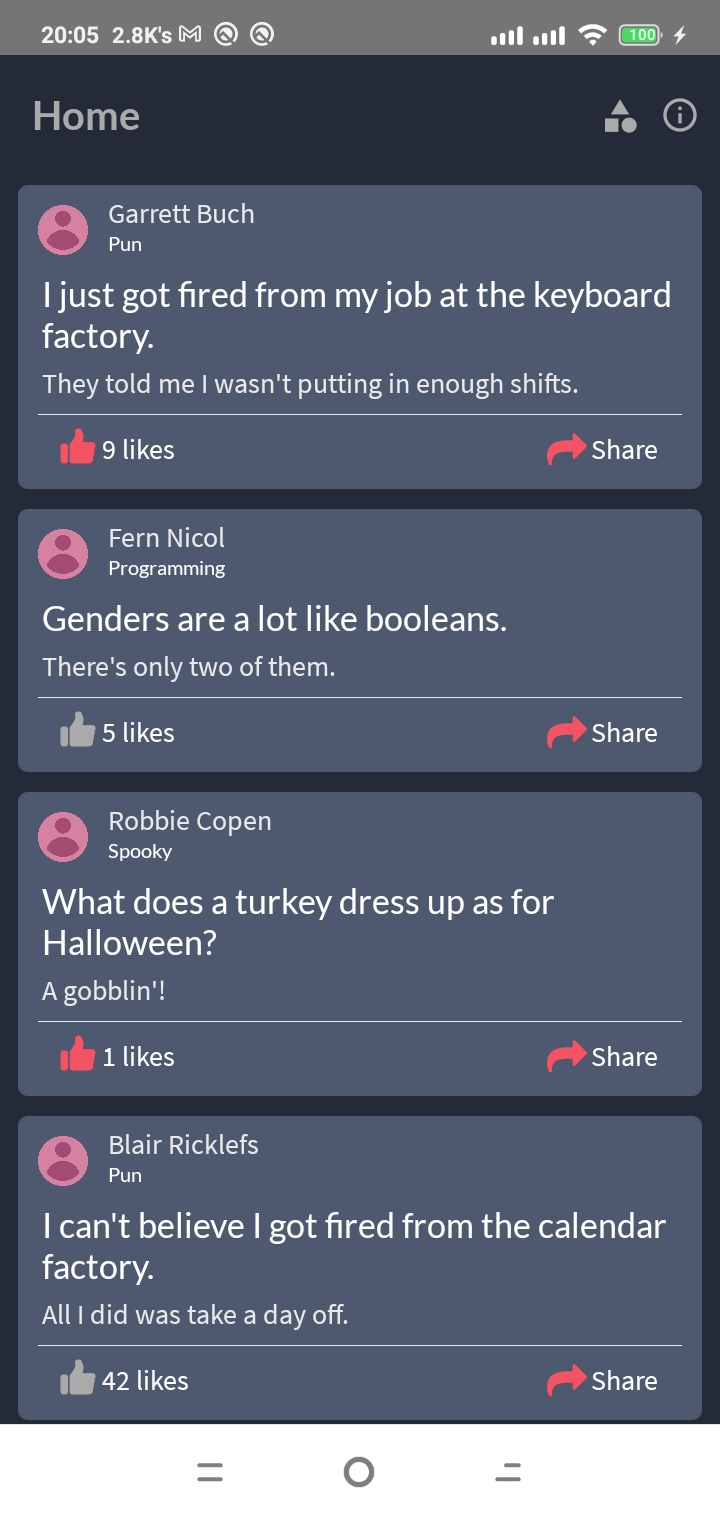 20:05 2.8K's 100
Home
Garrett Buch
Pun
I just got fired from my job at the keyboard
factory.
They told me I wasn't putting in enough shifts.
9 likes Share
Fern Nicol
Programming
Genders are a lot like booleans.
There's only two of them.
5 likes Share
Robbie Copen
Spooky
What does a turkey dress up as for
Halloween?
A gobblin'!
1 likes Share
Blair Ricklefs
Pun
I can't believe I got fired from the calendar
factory.
All I did was take a day off.
42 likes Share